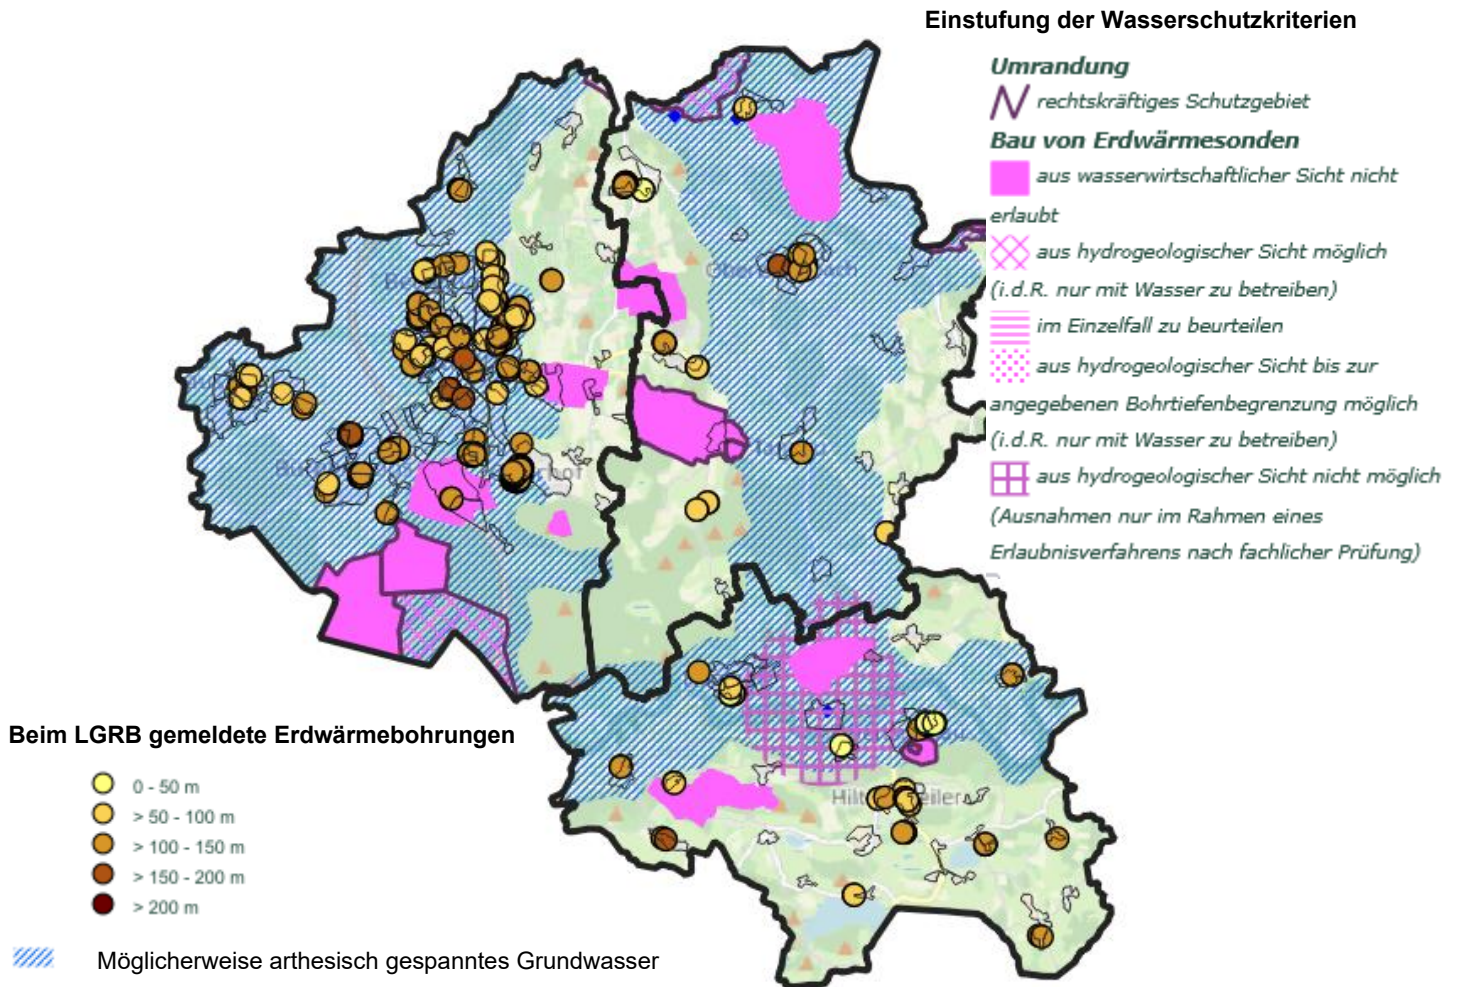 Einstufung der Wasserschutzkriterien
Umrandung
rechtskräftiges Schutzgebiet
Bau von Erdwärmesonden
aus wasserwirtschaftlicher Sicht nicht
erlaubt
aus hydrogeologischer Sicht möglich
(i.d.R. nur mit Wasser zu betreiben)
im Einzelfall zu beurteilen
aus hydrogeologischer Sicht bis zur
angegebenen Bohrtiefenbegrenzung möglich
(i.d.R. nur mit Wasser zu betreiben)
aus hydrogeologischer Sicht nicht möglich
(Ausnahmen nur im Rahmen eines
Erlaubnisverfahrens nach fachlicher Prüfung)
Beim LGRB gemeldete Erdwärmebohrungen
0 - 50 m
> 50 - 100 m
> 100 - 150 m
> 150 - 200 m
> 200 m
Möglicherweise arthesisch gespanntes Grundwasser